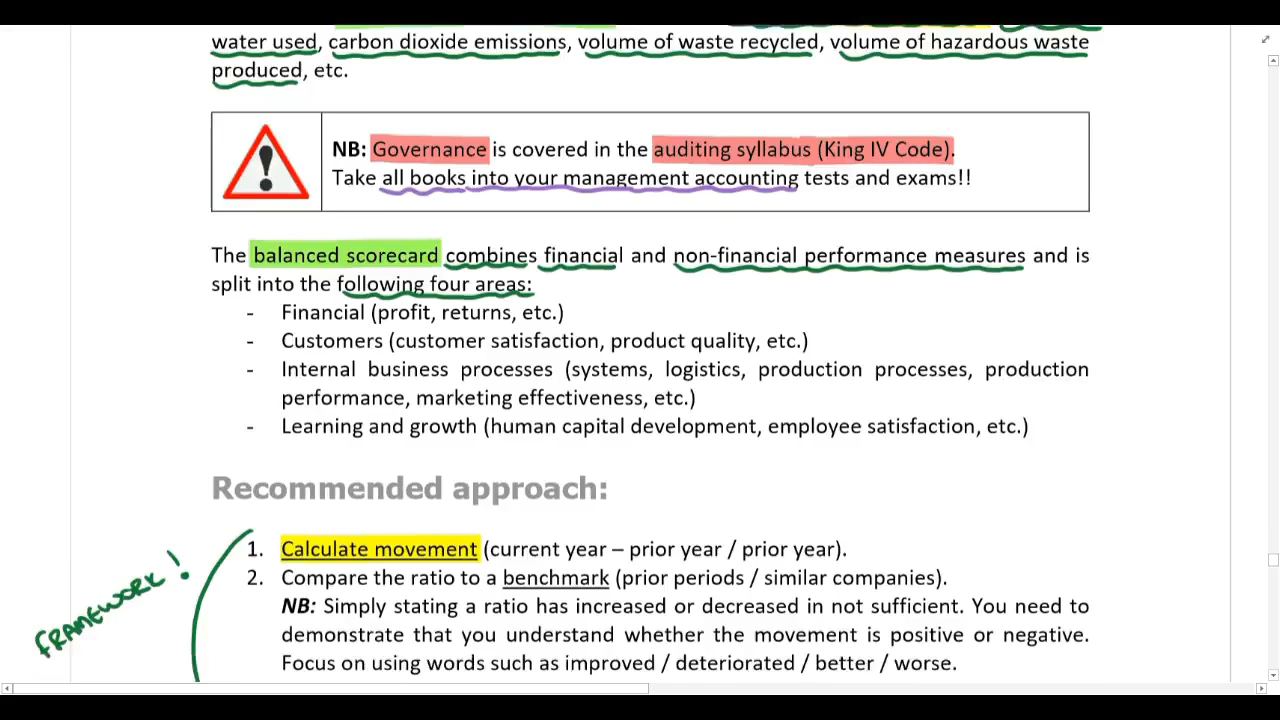 water used, carbon dioxide emissions, volume of waste recycled, volume of hazardous waste
produced, etc.
NB: Governance is covered in the auditing syllabus (King IV Code).
Take all books into your management accounting tests and exams!!
The balanced scorecard combines financial and non-financial performance measures and is
split into the following four areas:
- Financial (profit, returns, etc.)
- Customers (customer satisfaction, product quality, etc.)
- Internal business processes (systems, logistics, production processes, production
performance, marketing effectiveness, etc.)
- Learning and growth (human capital development, employee satisfaction, etc.)
Recommended approach:
1. Calculate movement (current year – prior year / prior year).
2. Compare the ratio to a benchmark (prior periods / similar companies).
NB: Simply stating a ratio has increased or decreased in not sufficient. You need to
demonstrate that you understand whether the movement is positive or negative.
Focus on using words such as improved / deteriorated / better / worse.
FRAMEWORK!